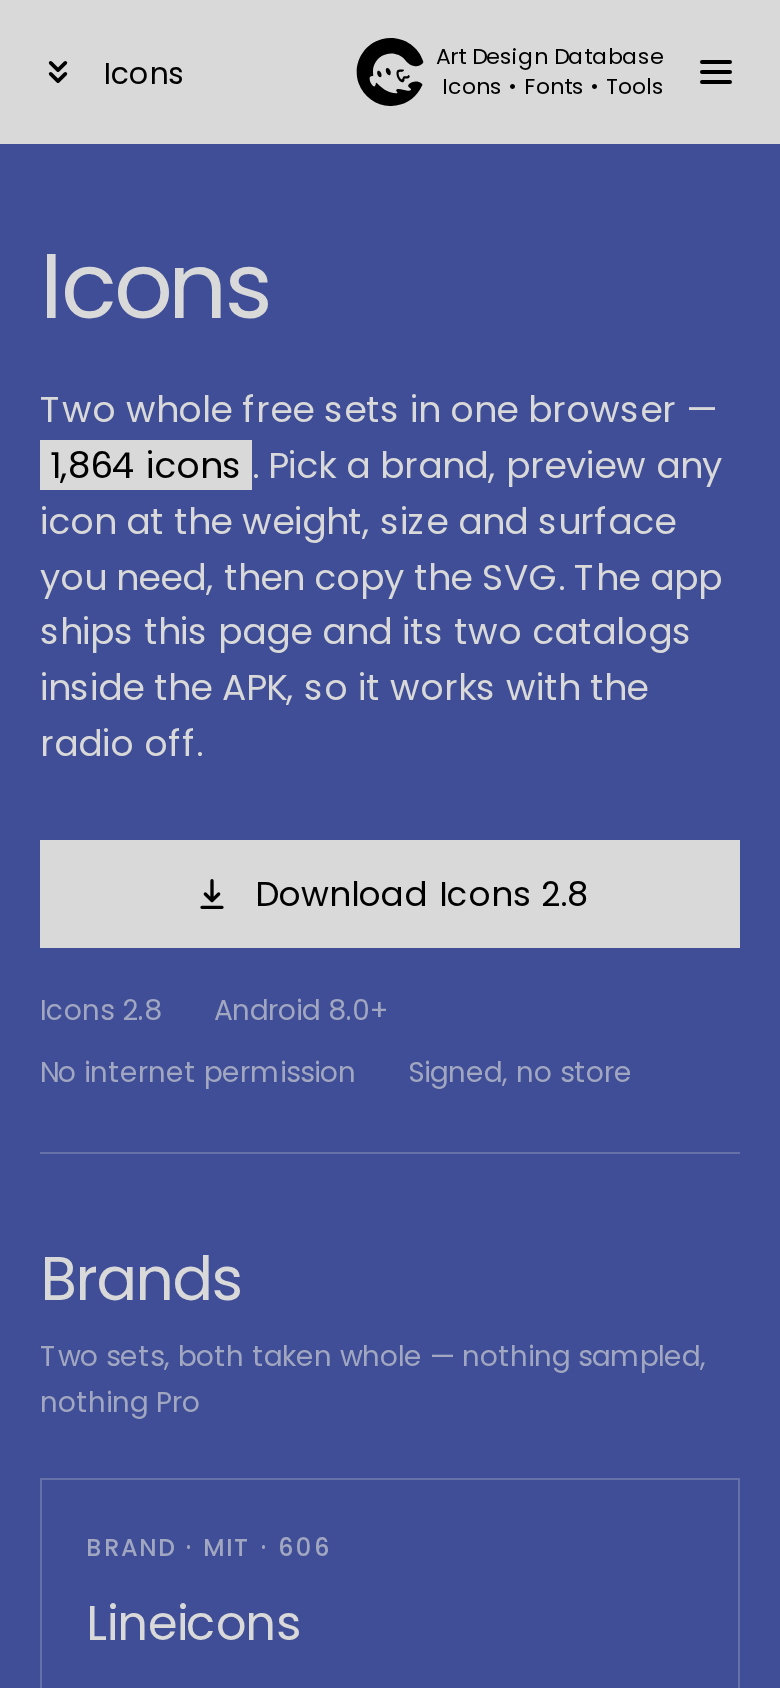 Icons
Art Design Database
Icons • Fonts • Tools
Icons
Two whole free sets in one browser —
1,864 icons. Pick a brand, preview any
icon at the weight, size and surface
you need, then copy the SVG. The app
ships this page and its two catalogs
inside the APK, so it works with the
radio off.
Download Icons 2.8
Icons 2.8 Android 8.0+
No internet permission Signed, no store
Brands
Two sets, both taken whole — nothing sampled,
nothing Pro
BRAND · MIT · 606
Lineicons